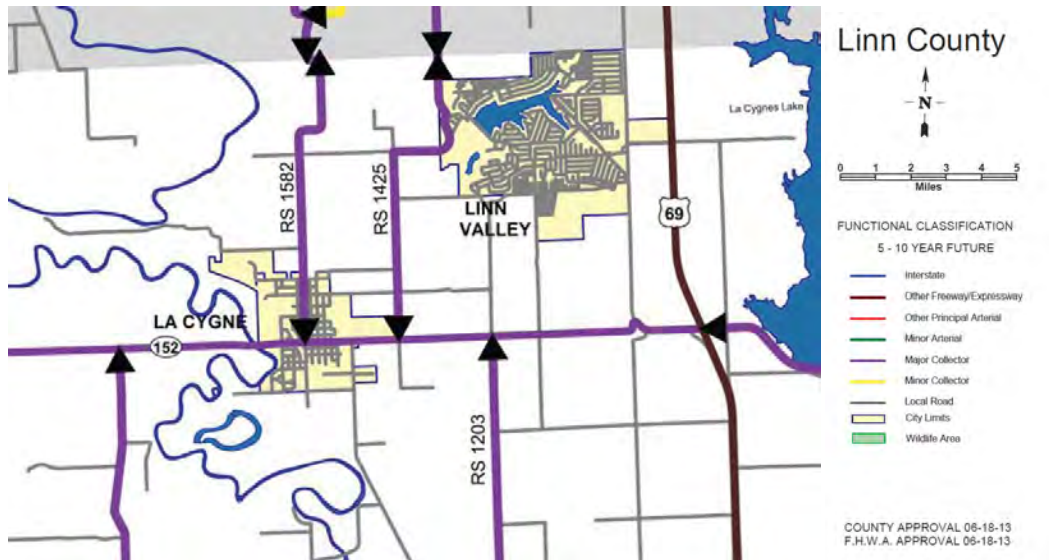 Linn County
N
La Cygnes Lake
0 1 2 3 4 5
Miles
RS 1582
RS 1425
LINN
VALLEY
69
FUNCTIONAL CLASSIFICATION
5 - 10 YEAR FUTURE
Interstate
Other Freeway/Expressway
Other Principal Arterial
Minor Arterial
Major Collector
Minor Collector
Local Road
City Limits
Wildlife Area
LA CYGNE
152
RS 1203
COUNTY APPROVAL 06-18-13
F.H.W.A. APPROVAL 06-18-13